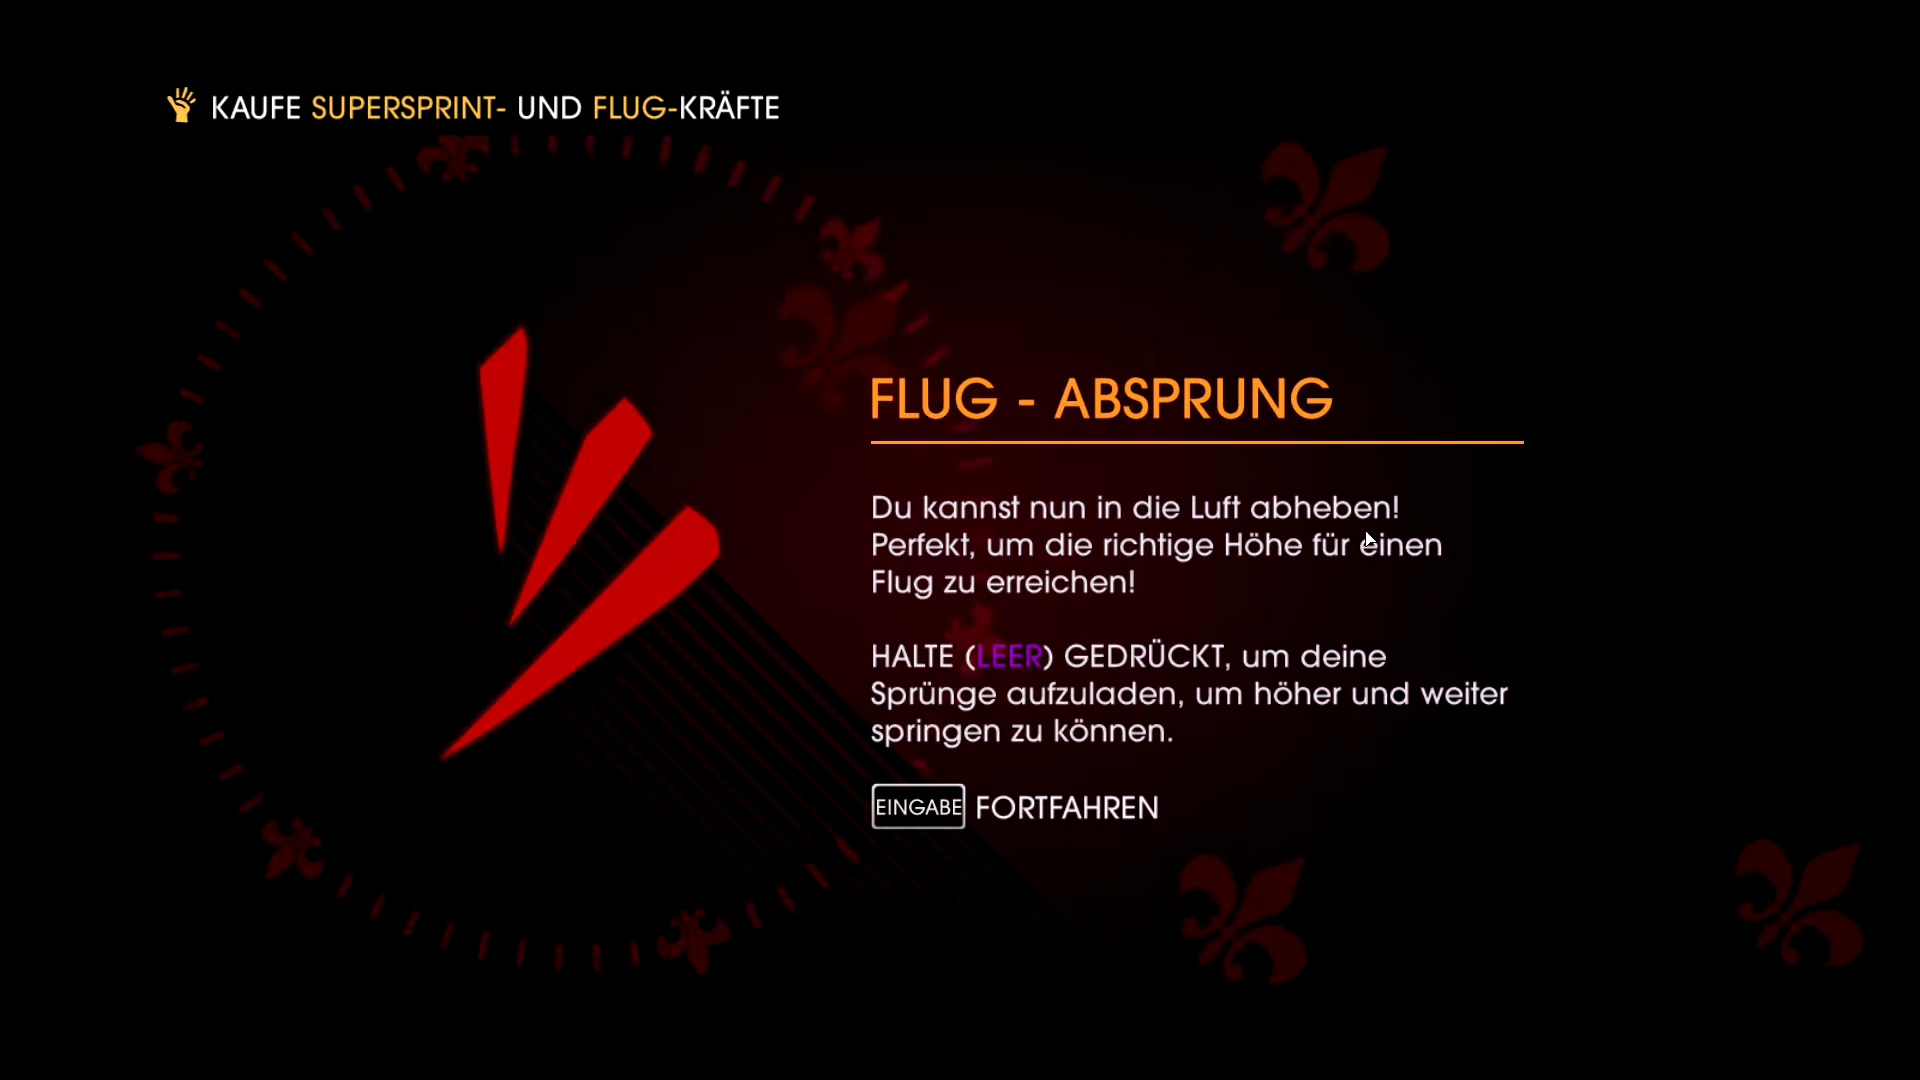 KAUFE SUPERSPRINT- UND FLUG-KRÄFTE
FLUG - ABSPRUNG
Du kannst nun in die Luft abheben!
Perfekt, um die richtige Höhe für einen
Flug zu erreichen!
HALTE (LEER) GEDRÜCKT, um deine
Sprünge aufzuladen, um höher und weiter
springen zu können.
EINGABE FORTFAHREN